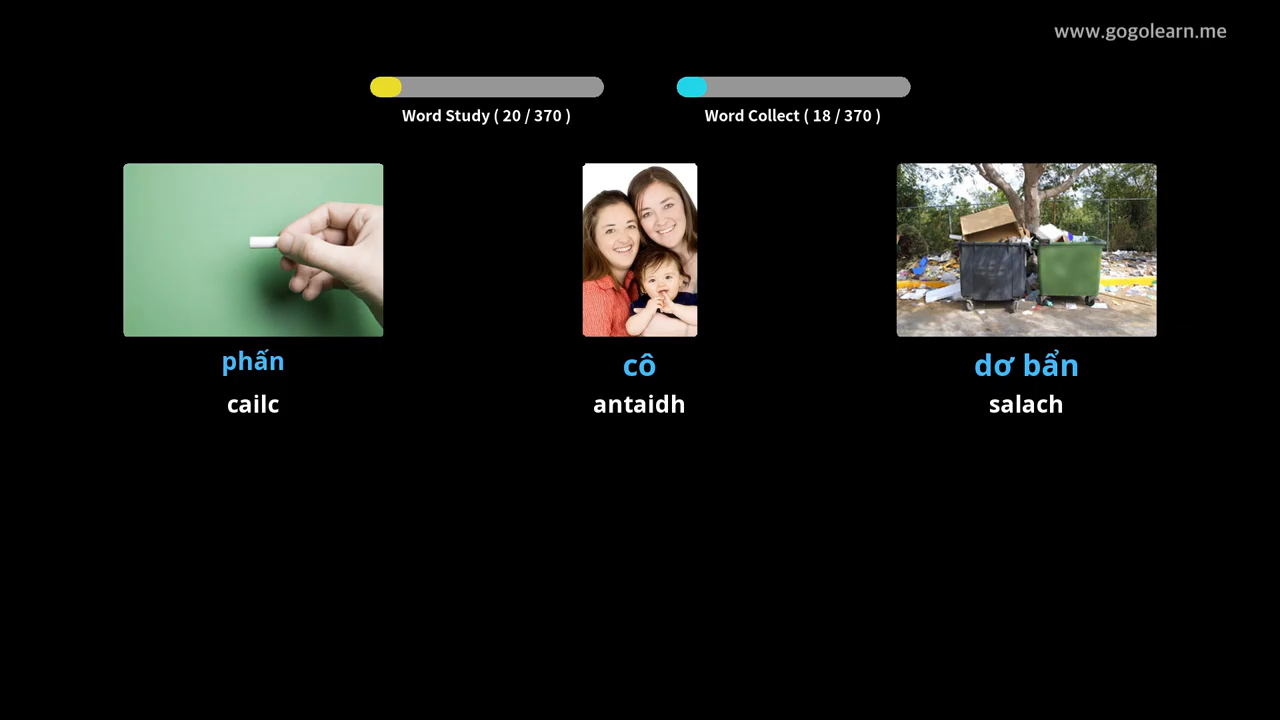 www.gogolearn.me
Word Study ( 20 / 370 )
Word Collect ( 18 / 370 )
phấn
cô
dơ bẩn
cailc
antaidh
salach